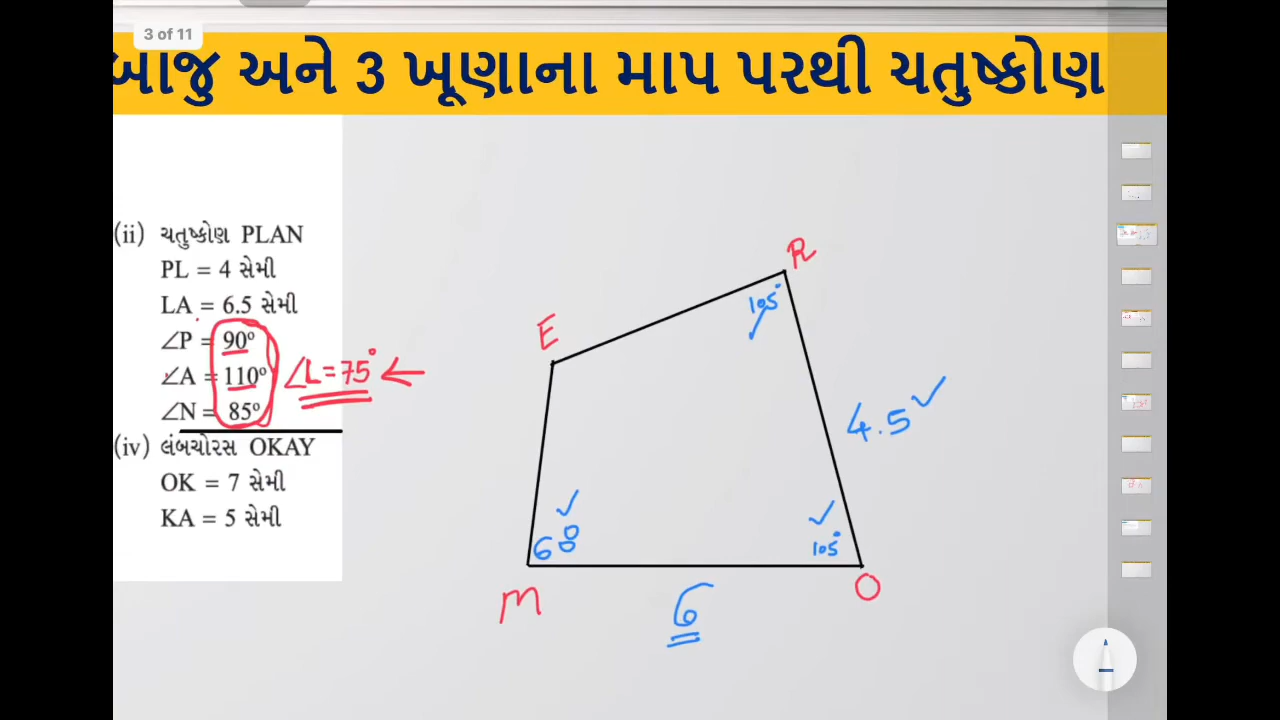 3 of 11
બાજુ અને 3 ખૂણાના માપ પરથી ચતુષ્કોણ
(ii) ચતુષ્કોણ PLAN
PL = 4 સેમી
LA = 6.5 સેમી
∠P = 90°
∠A = 110°
∠L = 75° ←
∠N = 85°
(iv) લંબચોરસ OKAY
OK = 7 સેમી
KA = 5 સેમી
R
105°
E
4.5 ✓
✓
60°
✓
105°
M
O
6